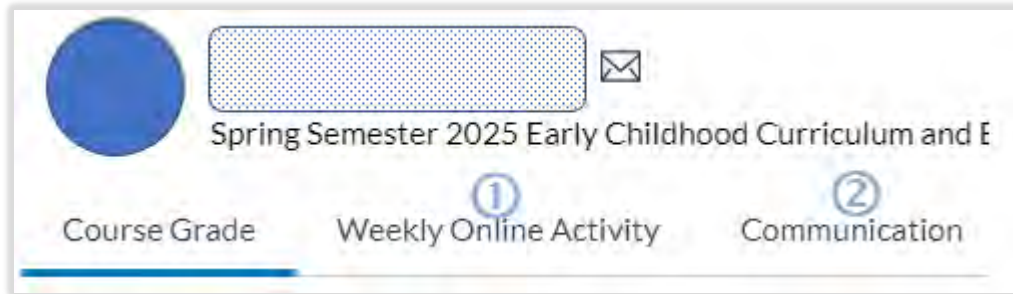 Spring Semester 2025 Early Childhood Curriculum and E
① ②
Course Grade Weekly Online Activity Communication